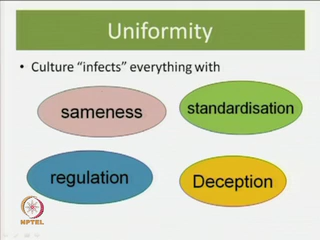 Uniformity
• Culture “infects” everything with
sameness
standardisation
regulation
Deception
NPTEL